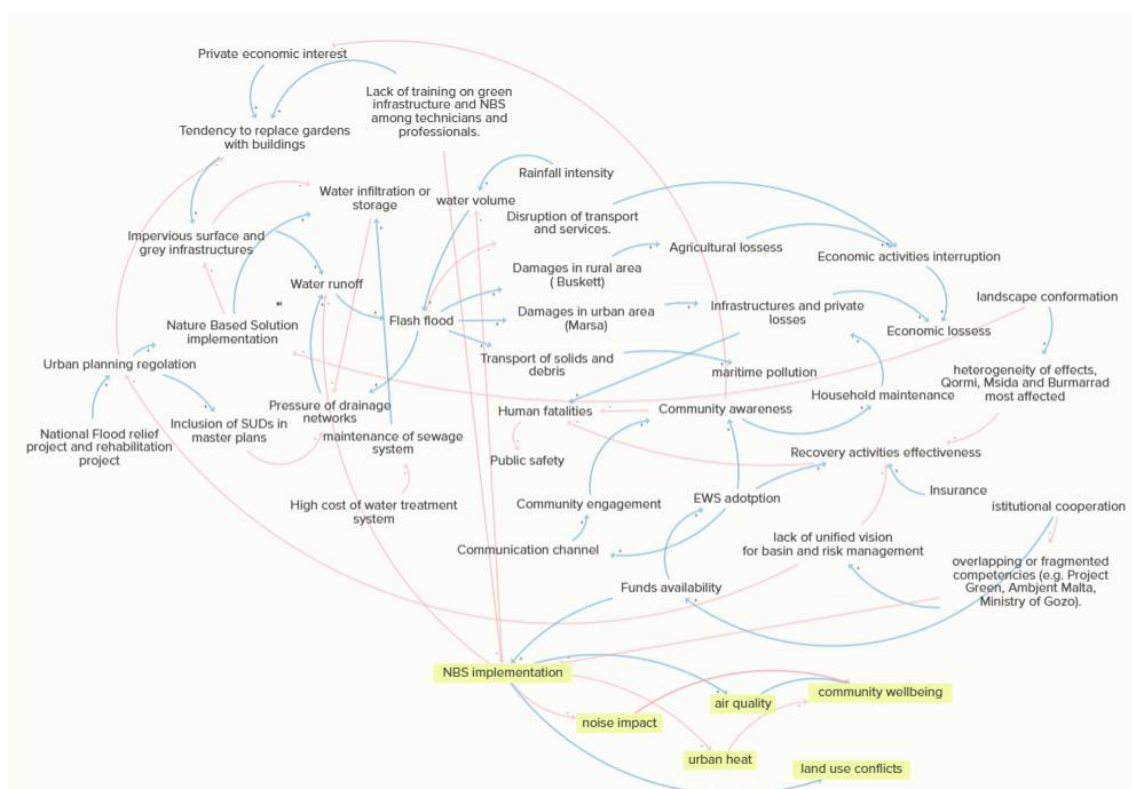 Private economic interest
Lack of training on green
infrastructure and NBS
among technicians and
professionals.
Tendency to replace gardens
with buildings
Rainfall intensity
Water infiltration or
storage
water volume
Disruption of transport
and services.
Impervious surface and
grey infrastructures
Agricultural lossess
Economic activities interruption
Water runoff
Damages in rural area
( Buskett)
landscape conformation
Nature Based Solution
implementation
Flash flood
Damages in urban area
(Marsa)
Infrastructures and private
losses
Economic lossess
Urban planning regolation
Transport of solids and
debris
maritime pollution
heterogeneity of effects,
Qormi, Msida and Burmarrad
most affected
Pressure of drainage
networks
Human fatalities
Community awareness
Household maintenance
National Flood relief
project and rehabilitation
project
Inclusion of SUDs in
master plans
maintenance of sewage
system
Public safety
Recovery activities effectiveness
High cost of water treatment
system
Community engagement
EWS adotption
Insurance
istitutional cooperation
Communication channel
lack of unified vision
for basin and risk management
Funds availability
overlapping or fragmented
competencies (e.g. Project
Green, Ambjent Malta,
Ministry of Gozo).
NBS implementation
air quality
community wellbeing
noise impact
urban heat
land use conflicts